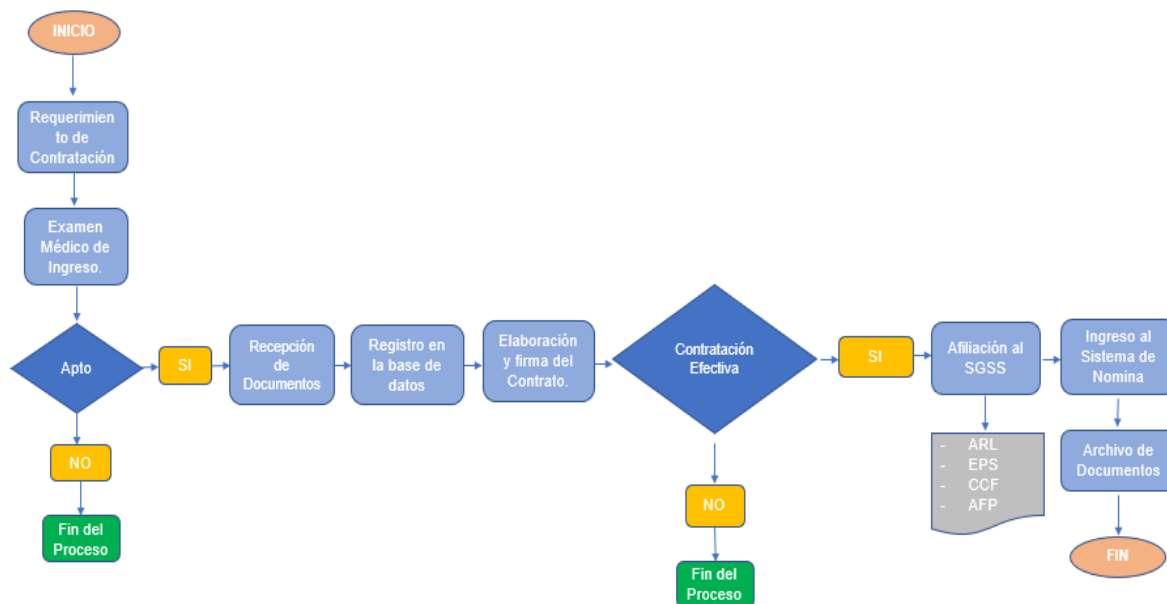 INICIO
Requerimien
to de
Contratación
Examen
Médico de
Ingreso.
Apto
SI
Recepción
de
Documentos
Registro en
la base de
datos
Elaboración
y firma del
Contrato.
Contratación
Efectiva
SI
Afiliación al
SGSS
Ingreso al
Sistema de
Nomina
- ARL
- EPS
- CCF
- AFP
Archivo de
Documentos
FIN
NO
Fin del
Proceso
NO
Fin del
Proceso